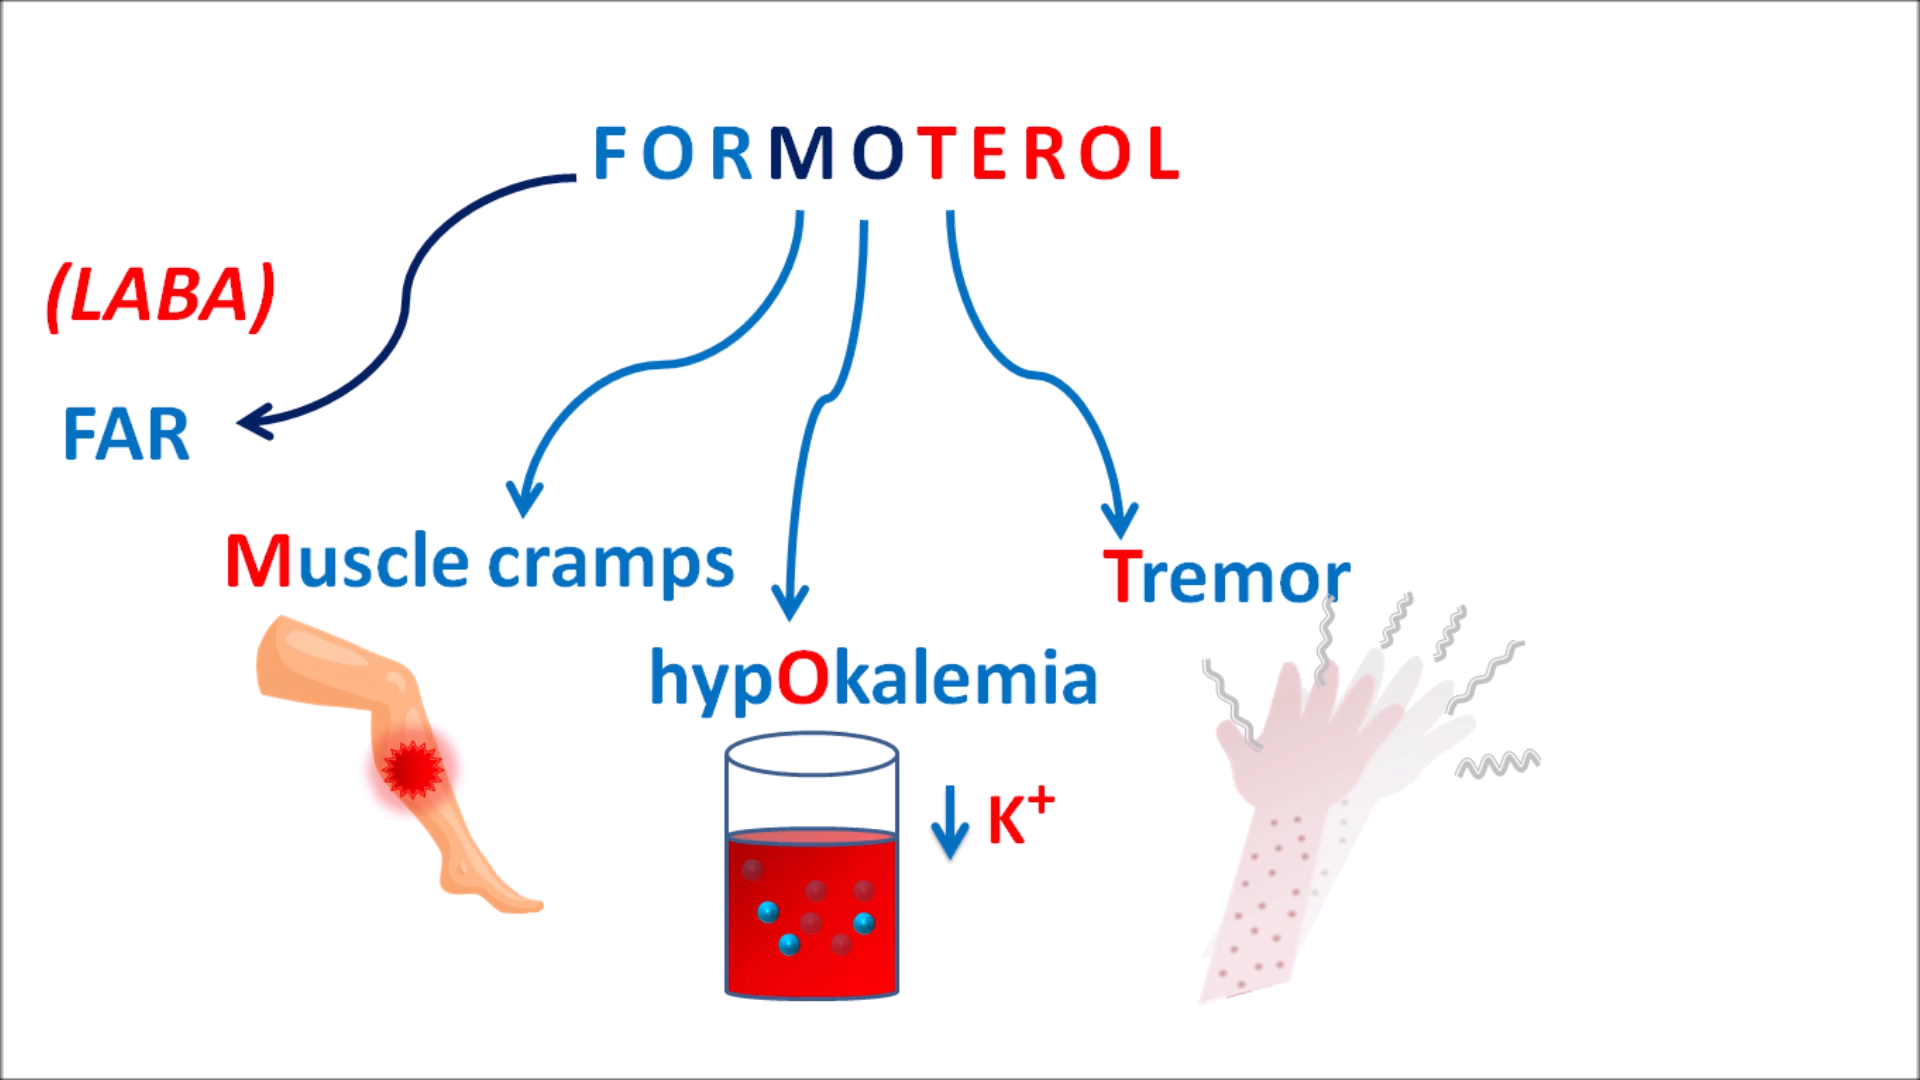 FORMOTEROL
(LABA)
FAR
Muscle cramps
Tremor
hypOkalemia
K+